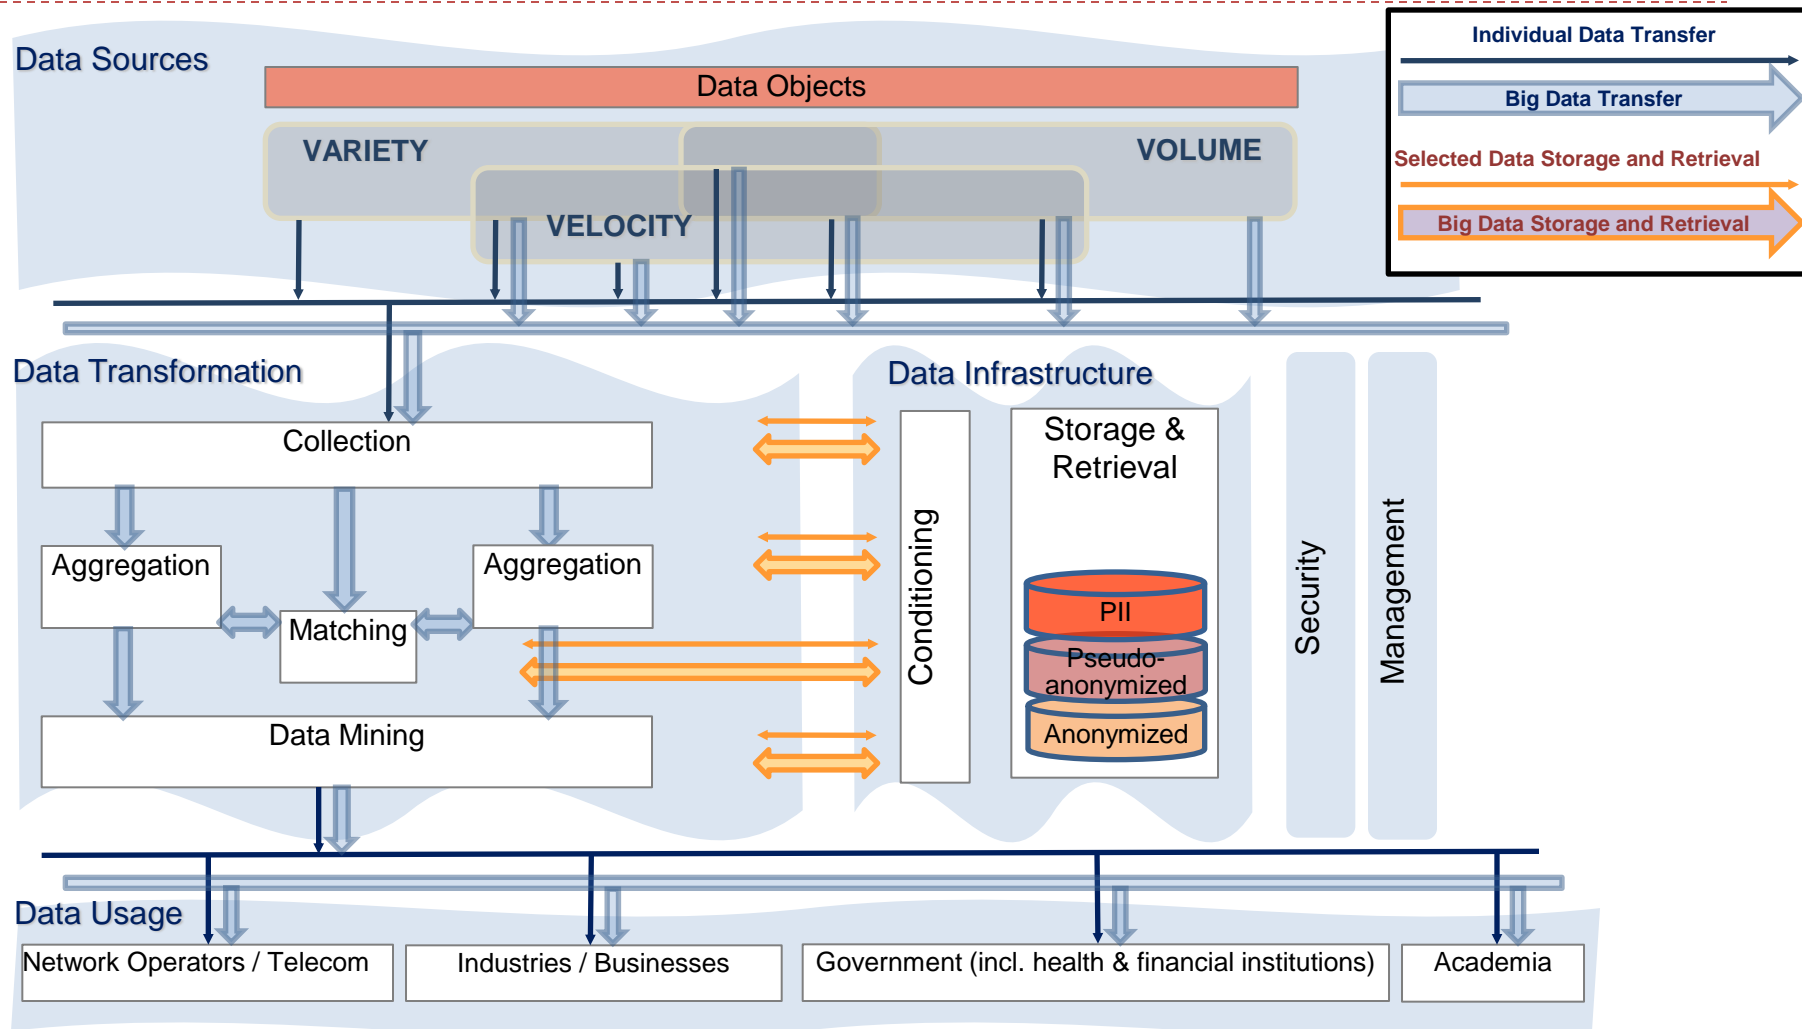 Data Sources
Data Objects
VARIETY
VOLUME
VELOCITY
Individual Data Transfer
Big Data Transfer
Selected Data Storage and Retrieval
Big Data Storage and Retrieval
Data Transformation
Collection
Aggregation
Aggregation
Matching
Data Mining
Data Infrastructure
Conditioning
Storage &
Retrieval
PII
Pseudo-
anonymized
Anonymized
Security
Management
Data Usage
Network Operators / Telecom
Industries / Businesses
Government (incl. health & financial institutions)
Academia